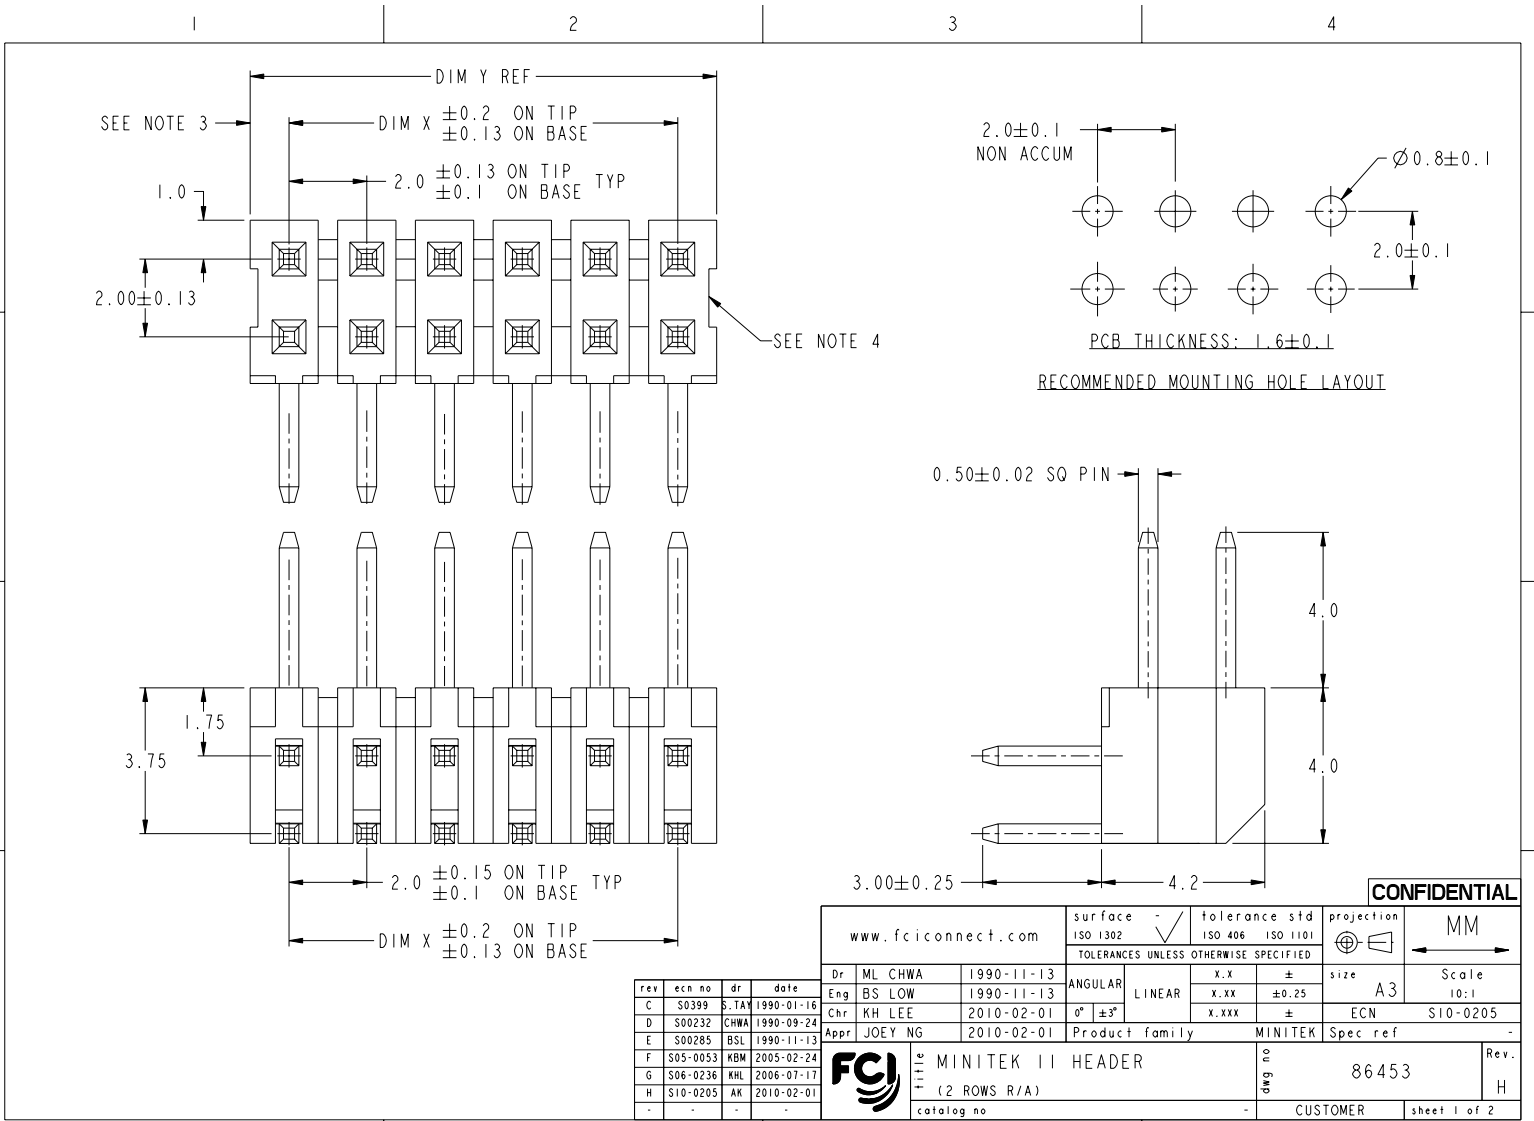 1 2 3 4
DIM Y REF
SEE NOTE 3
DIM X ±0.2 ON TIP
±0.13 ON BASE
2.0 ±0.13 ON TIP TYP
±0.1 ON BASE
1.0
2.00±0.13
SEE NOTE 4
2.0±0.1
NON ACCUM
Ø0.8±0.1
2.0±0.1
PCB THICKNESS: 1.6±0.1
RECOMMENDED MOUNTING HOLE LAYOUT
0.50±0.02 SQ PIN
4.0
4.0
1.75
3.75
2.0 ±0.15 ON TIP TYP
±0.1 ON BASE
DIM X ±0.2 ON TIP
±0.13 ON BASE
3.00±0.25
4.2
CONFIDENTIAL
www.fciconnect.com
surface -
ISO 1302
tolerance std
ISO 406 ISO 1101
projection
MM
TOLERANCES UNLESS OTHERWISE SPECIFIED
Dr ML CHWA 1990-11-13
Eng BS LOW 1990-11-13
Chr KH LEE 2010-02-01
Appr JOEY NG 2010-02-01
ANGULAR
0° ±3°
LINEAR
X.X ±
X.XX ±0.25
X.XXX ±
size A3
Scale
10:1
ECN S10-0205
Product family MINITEK
Spec ref -
rev ecn no dr date
C S0399 S.TAY 1990-01-16
D S00232 CHWA 1990-09-24
E S00285 BSL 1990-11-13
F S05-0053 KBM 2005-02-24
G S06-0236 KHL 2006-07-17
H S10-0205 AK 2010-02-01
- - - -
FCI
title
MINITEK II HEADER
(2 ROWS R/A)
dwg no
86453
Rev.
H
catalog no -
CUSTOMER
sheet 1 of 2